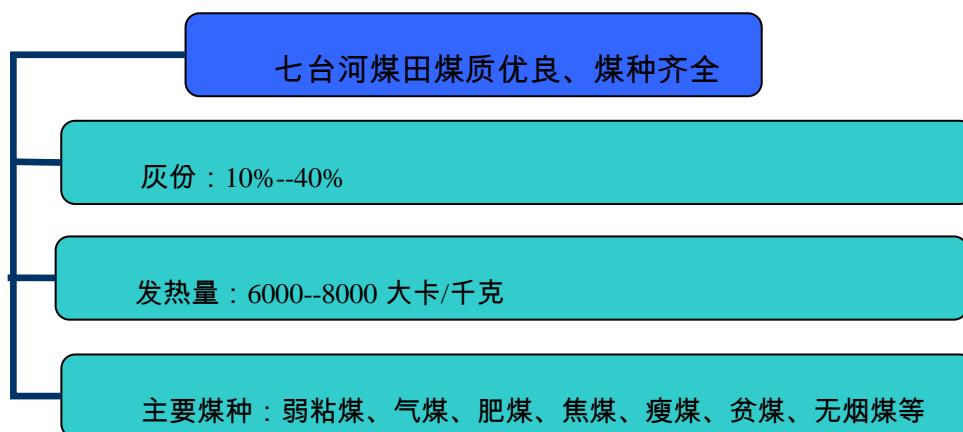 七台河煤田煤质优良、煤种齐全
灰份：10%--40%
发热量：6000--8000 大卡/千克
主要煤种：弱粘煤、气煤、肥煤、焦煤、瘦煤、贫煤、无烟煤等